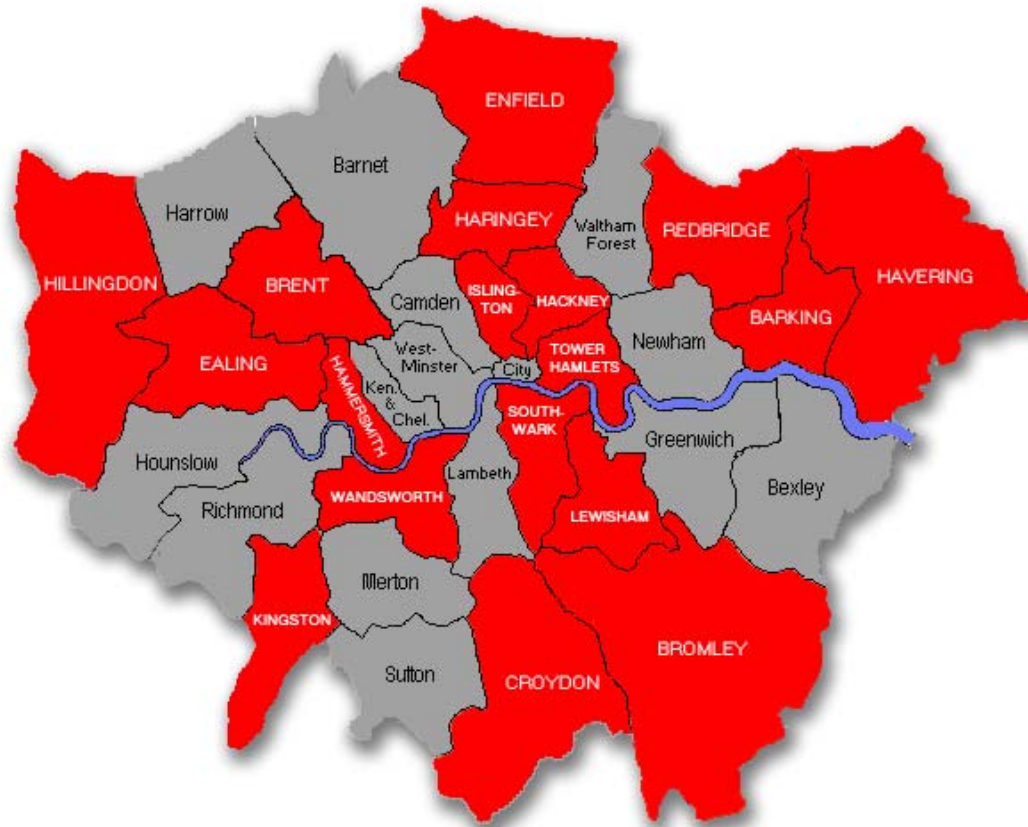 ENFIELD
Barnet
Harrow
HARINGEY
Waltham
Forest
REDBRIDGE
HAVERING
HILLINGDON
BRENT
Camden
ISLING-
TON
HACKNEY
BARKING
EALING
HAMMERSMITH
West-
Minster
Ken.
&
Chel.
City
TOWER
HAMLETS
Newham
SOUTH-
WARK
Greenwich
Hounslow
Richmond
WANDSWORTH
Lambeth
LEWISHAM
Bexley
Merton
KINGSTON
Sutton
CROYDON
BROMLEY